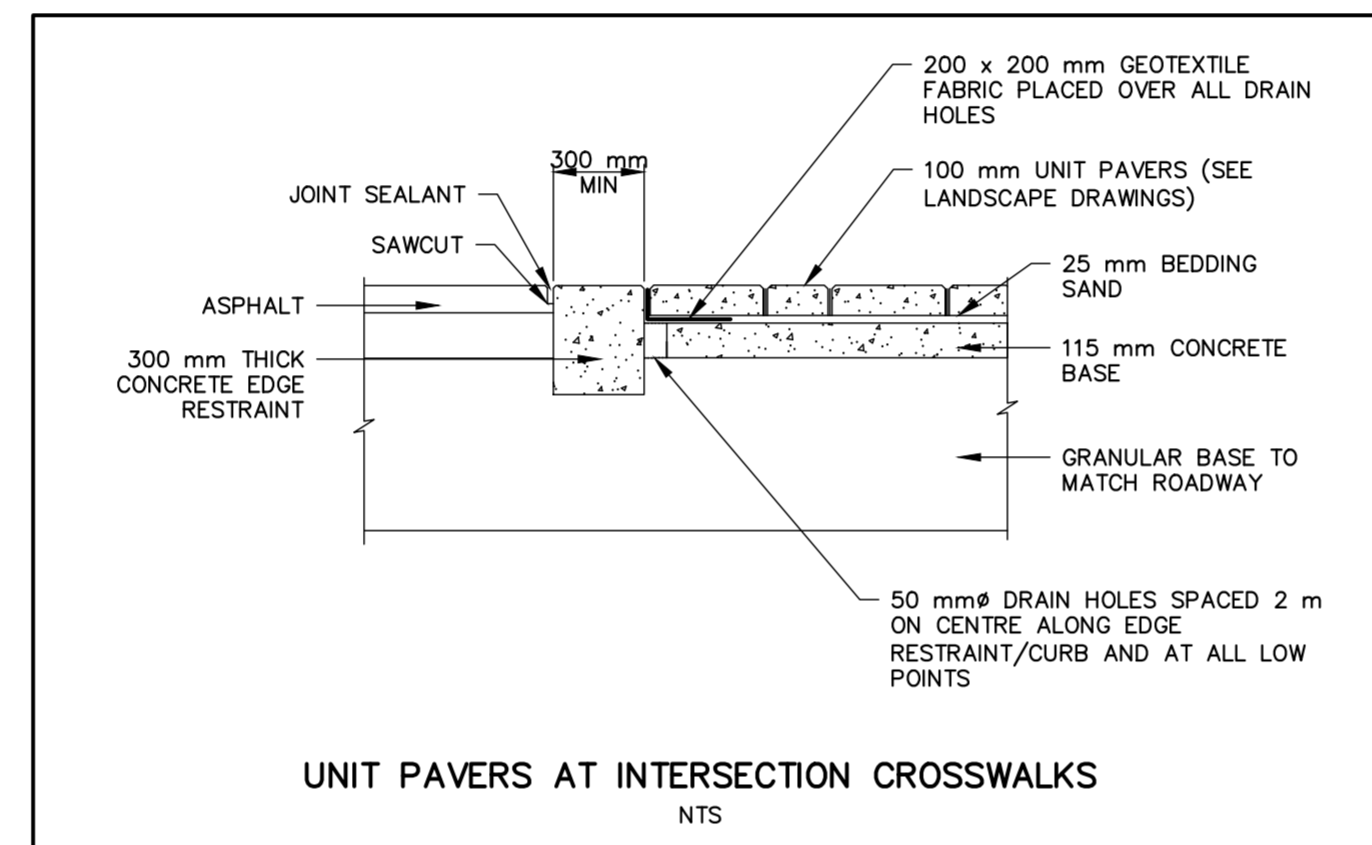 200 x 200 mm GEOTEXTILE
FABRIC PLACED OVER ALL DRAIN
HOLES
300 mm
MIN
100 mm UNIT PAVERS (SEE
LANDSCAPE DRAWINGS)
JOINT SEALANT
SAWCUT
25 mm BEDDING
SAND
ASPHALT
115 mm CONCRETE
BASE
300 mm THICK
CONCRETE EDGE
RESTRAINT
GRANULAR BASE TO
MATCH ROADWAY
50 mmø DRAIN HOLES SPACED 2 m
ON CENTRE ALONG EDGE
RESTRAINT/CURB AND AT ALL LOW
POINTS
UNIT PAVERS AT INTERSECTION CROSSWALKS
NTS